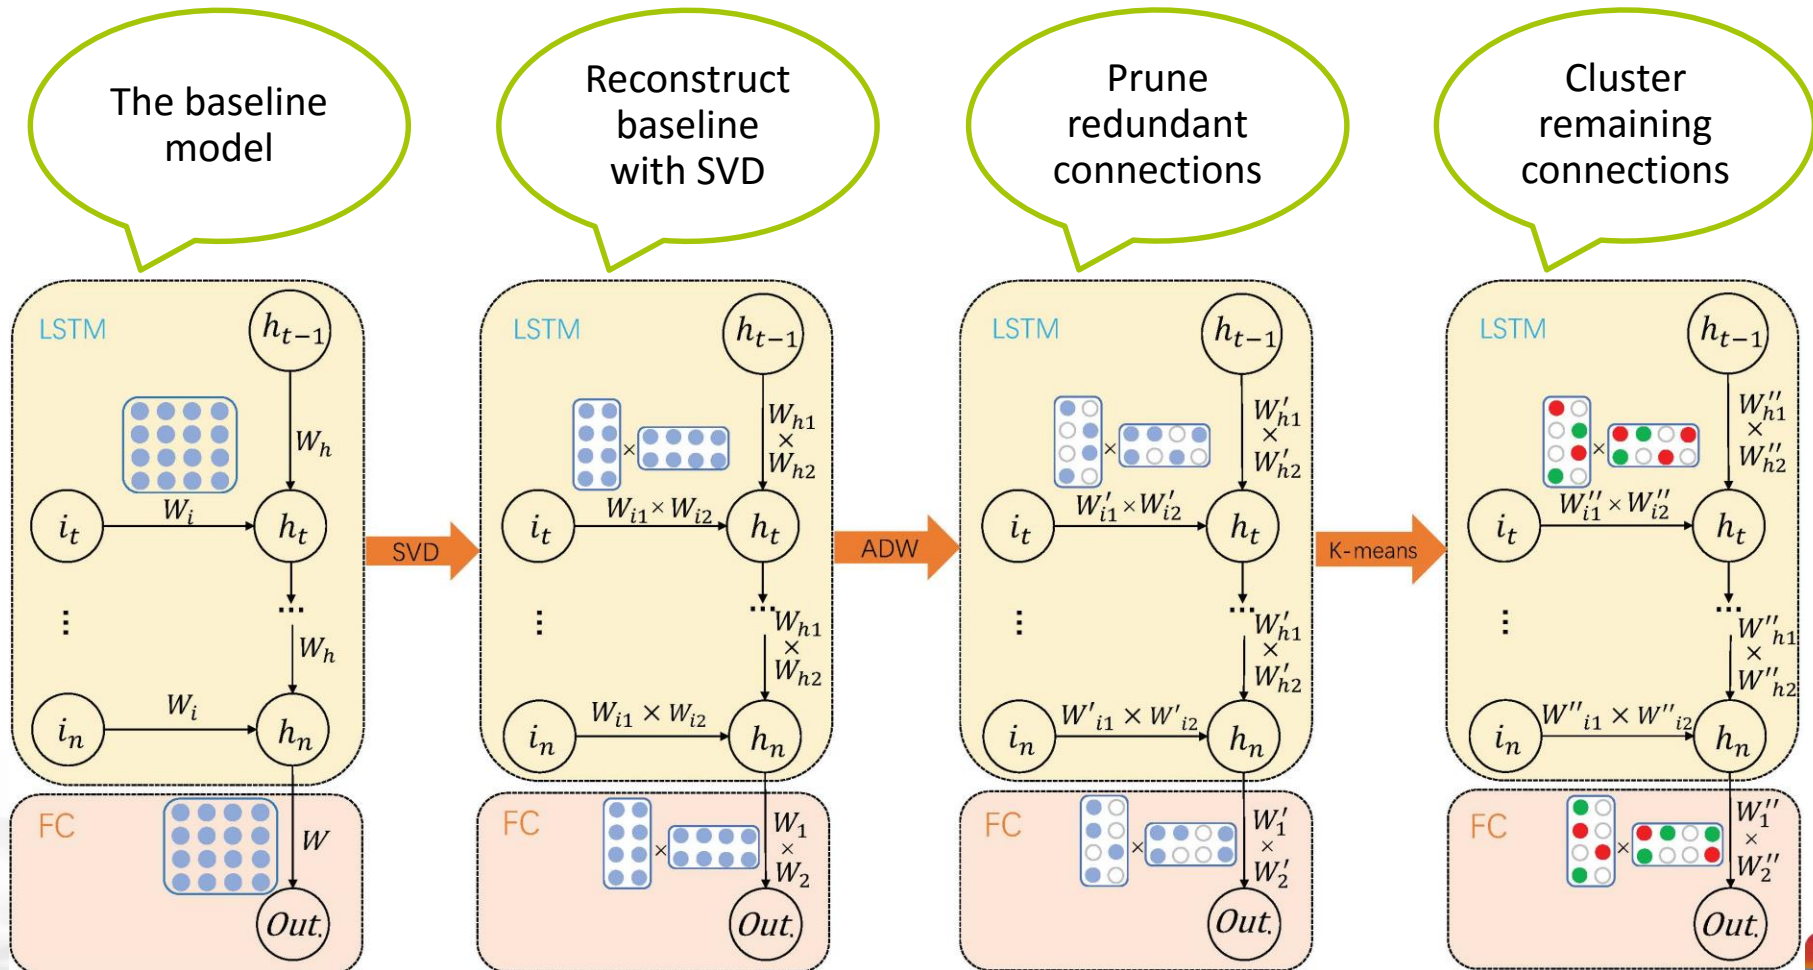 The baseline
model
Reconstruct
baseline
with SVD
Prune
redundant
connections
Cluster
remaining
connections
LSTM
h_{t-1}
W_h
W_i
i_t
h_t
⋮
...
W_h
W_i
i_n
h_n
FC
W
Out.
SVD
LSTM
h_{t-1}
W_{h1}
×
W_{h2}
×
W_{i1} × W_{i2}
i_t
h_t
⋮
...
W_{h1}
×
W_{h2}
W_{i1} × W_{i2}
i_n
h_n
FC
×
W_1
×
W_2
Out.
ADW
LSTM
h_{t-1}
W'_{h1}
×
W'_{h2}
×
W'_{i1} × W'_{i2}
i_t
h_t
⋮
...
W'_{h1}
×
W'_{h2}
W'_{i1} × W'_{i2}
i_n
h_n
FC
×
W'_1
×
W'_2
Out.
K-means
LSTM
h_{t-1}
W''_{h1}
×
W''_{h2}
×
W''_{i1} × W''_{i2}
i_t
h_t
⋮
...
W''_{h1}
×
W''_{h2}
W''_{i1} × W''_{i2}
i_n
h_n
FC
×
W''_1
×
W''_2
Out.